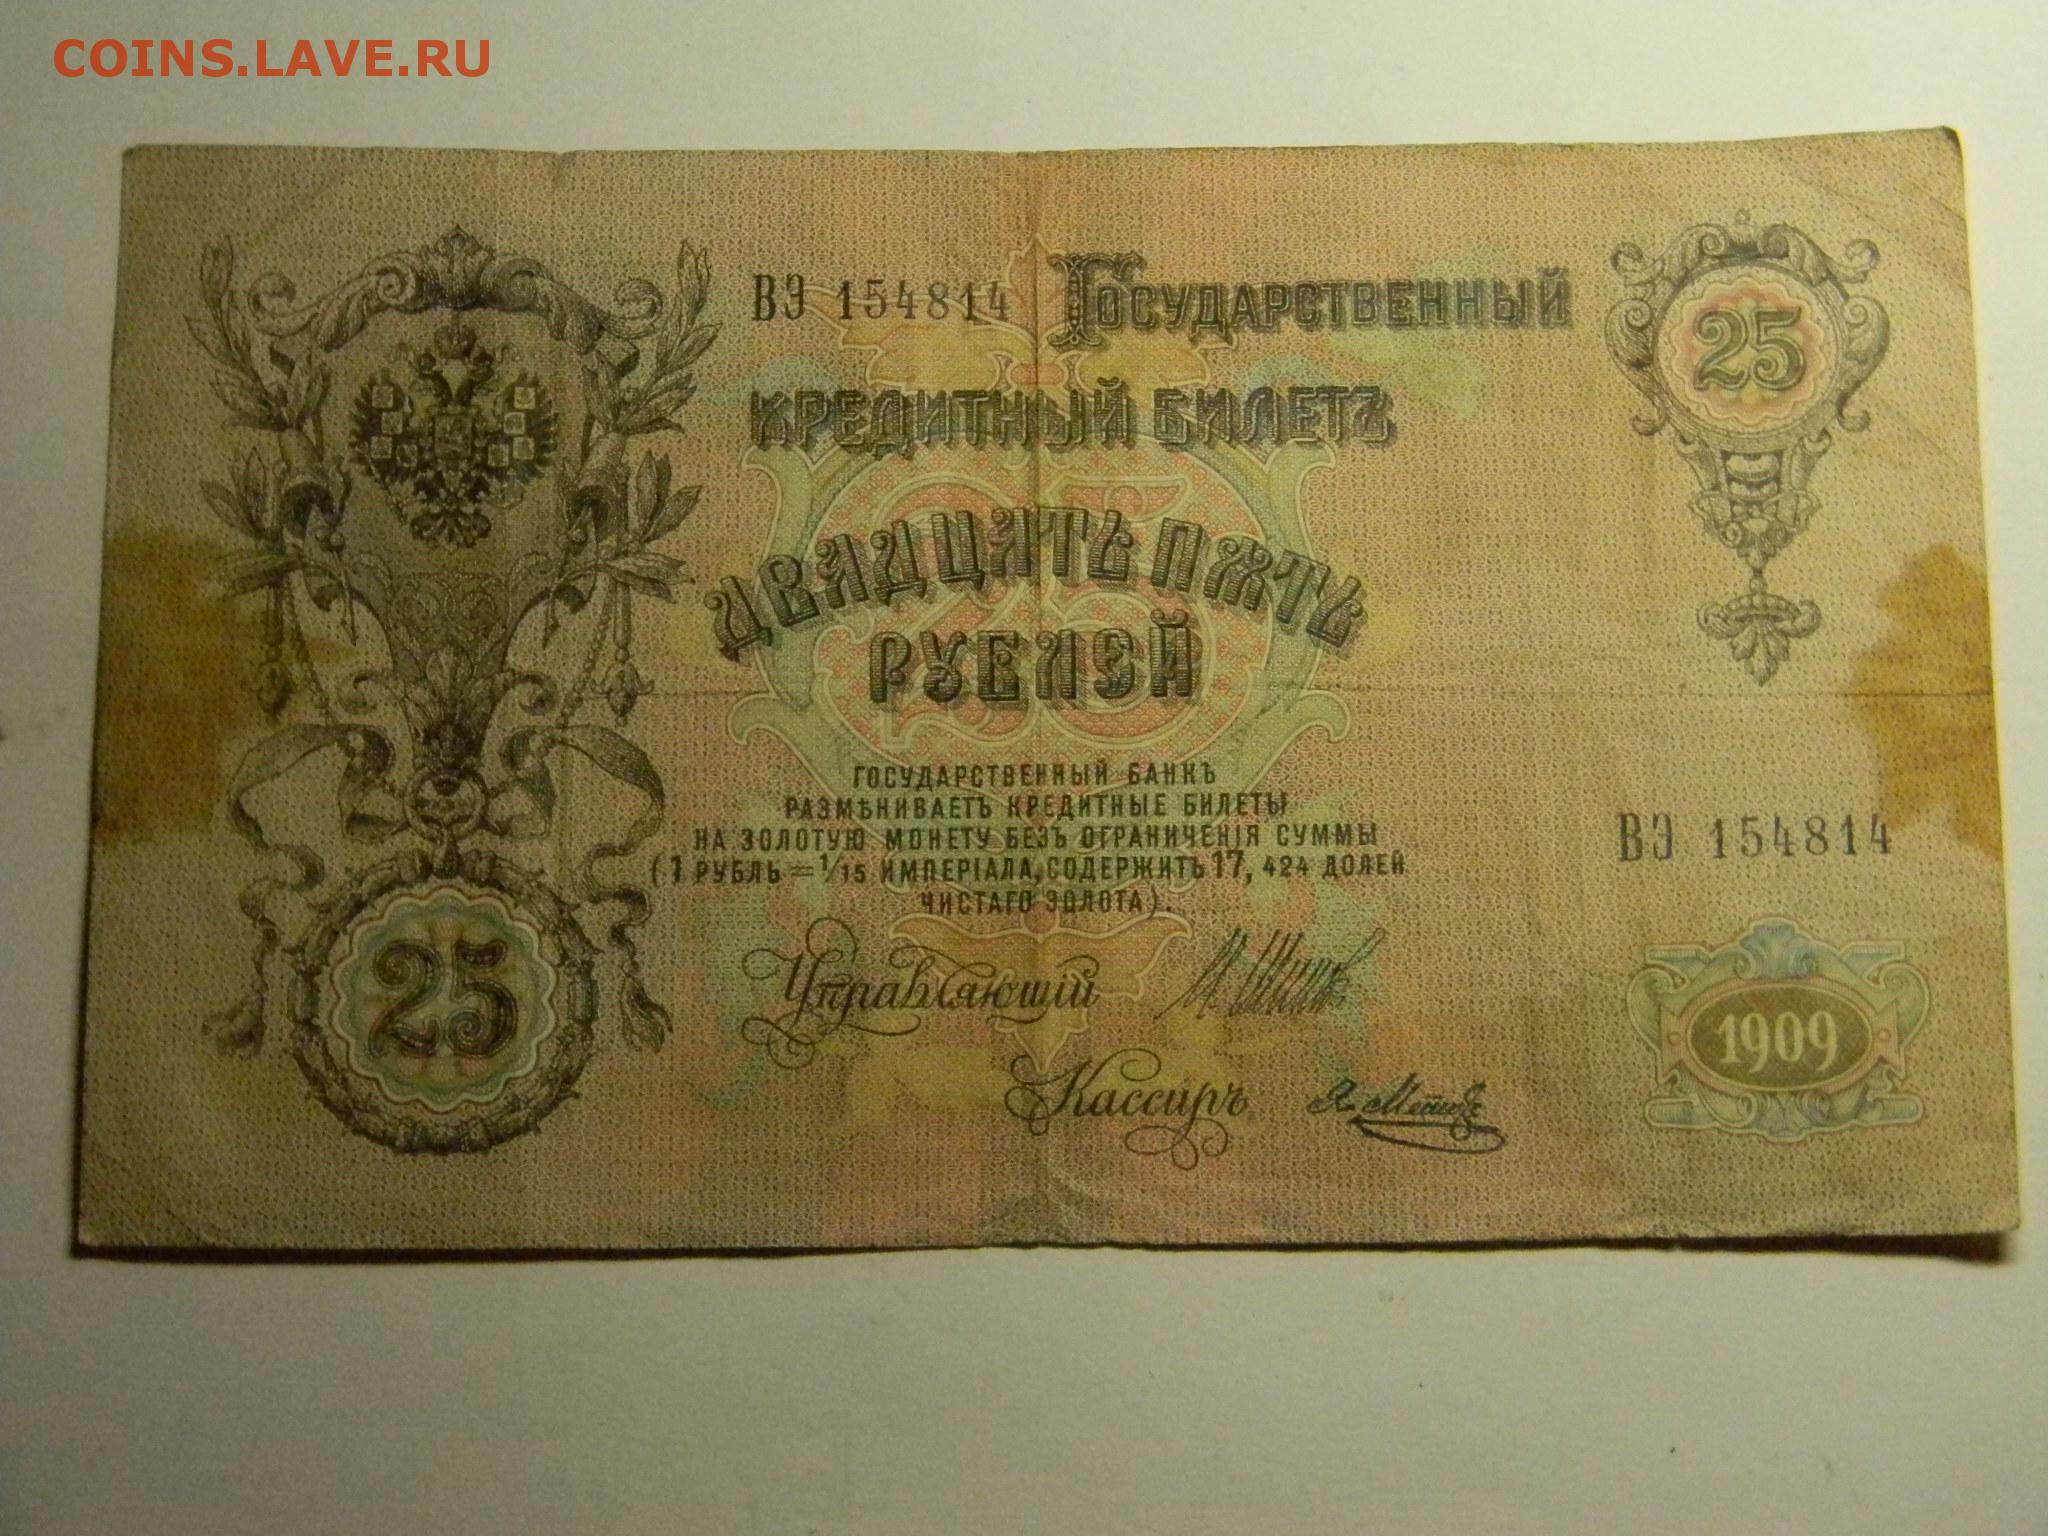 COINS.LAVE.RU
ВЭ 154814 ГОСУДАРСТВЕННЫЙ 25
КРЕДИТНЫЙ БИЛЕТЪ
25
ДВАДЦАТЬ ПЯТЬ
РУБЛЕЙ
ГОСУДАРСТВЕННЫЙ БАНКЪ
РАЗМѢНИВАЕТЪ КРЕДИТНЫЕ БИЛЕТЫ
НА ЗОЛОТУЮ МОНЕТУ БЕЗЪ ОГРАНИЧЕНІЯ СУММЫ
(1 РУБЛЬ = 1/15 ИМПЕРІАЛА, СОДЕРЖИТЪ 17, 424 ДОЛЕЙ
ЧИСТАГО ЗОЛОТА).
ВЭ 154814
25
Управляющій
Кассиръ
1909